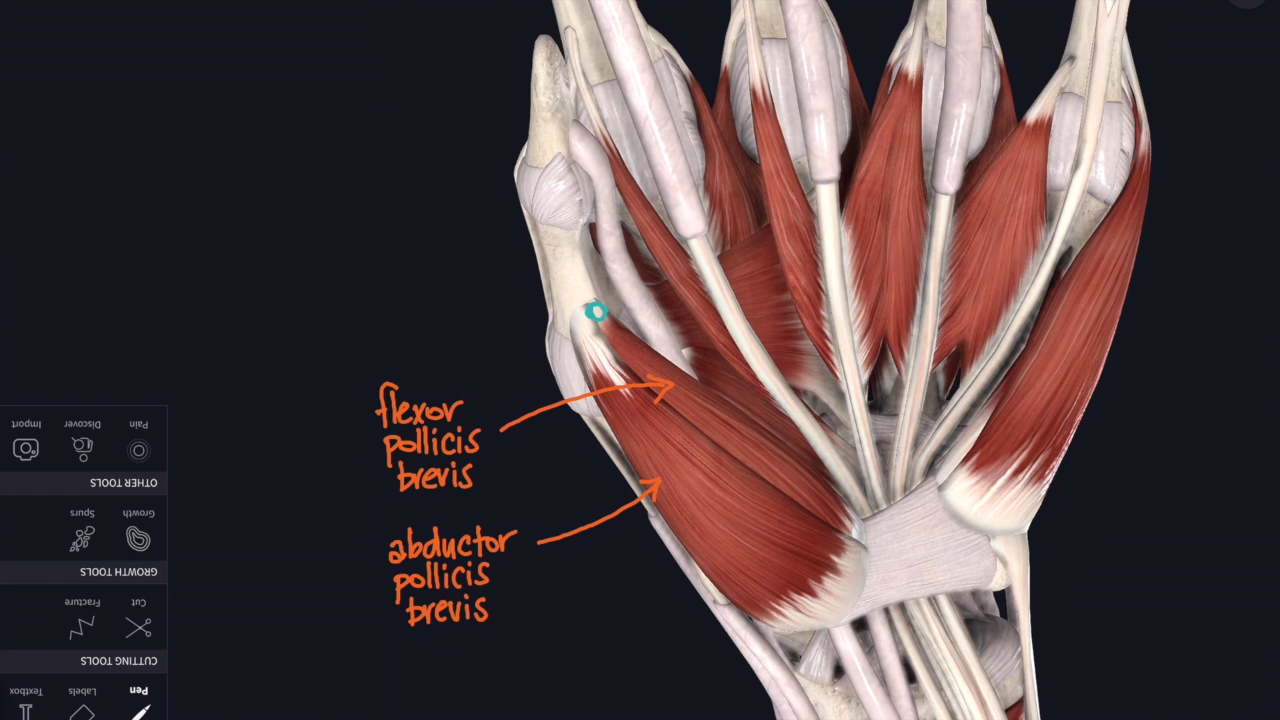 flexor
pollicis
brevis
abductor
pollicis
brevis
Import Discover Pain
OTHER TOOLS
Spurs Growth
GROWTH TOOLS
Fracture Cut
CUTTING TOOLS
Textbox Labels Pen